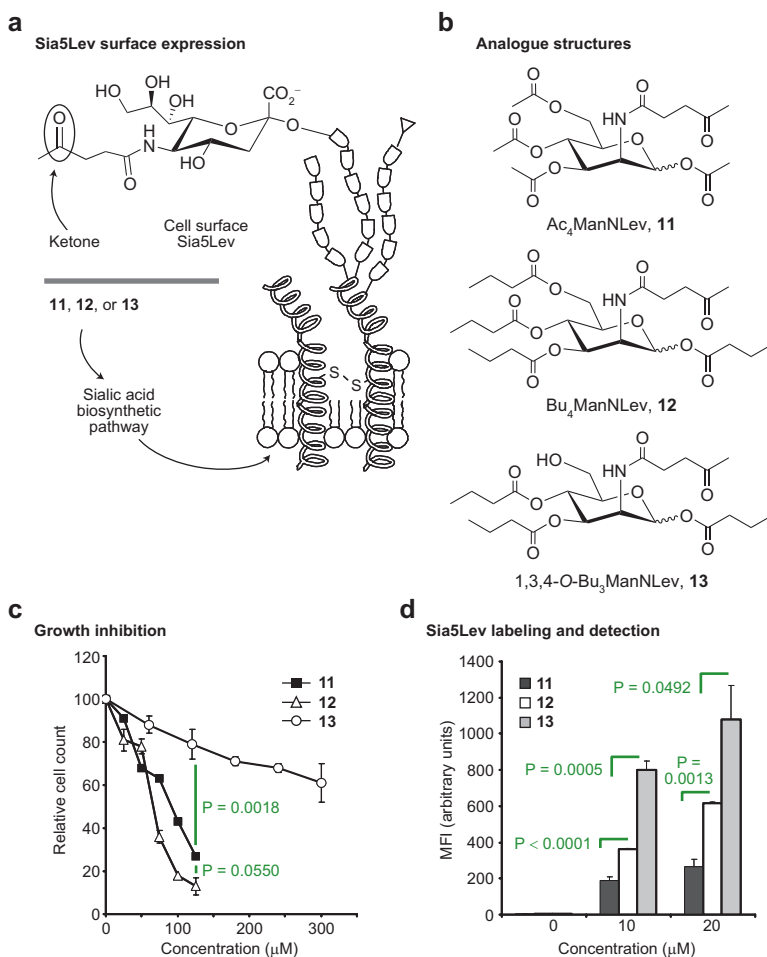 a
Sia5Lev surface expression
OH
OH
HO
OH
CO2−
O
O
O
HO
H
N
O
Ketone
Cell surface
Sia5Lev
11, 12, or 13
Sialic acid
biosynthetic
pathway
S
S
b
Analogue structures
O
O
HN
O
O
O
O
O
O
O
O
O
O
Ac4ManNLev, 11
O
O
HN
O
O
O
O
O
O
O
O
O
O
Bu4ManNLev, 12
HO
HN
O
O
O
O
O
O
O
O
O
1,3,4-O-Bu3ManNLev, 13
c
Growth inhibition
120
100
80
60
40
20
0
0
100
200
300
Relative cell count
Concentration (μM)
11
12
13
P = 0.0018
P = 0.0550
d
Sia5Lev labeling and detection
1400
1200
1000
800
600
400
200
0
MFI (arbitrary units)
11
12
13
P = 0.0492
P = 0.0005
P =
0.0013
P < 0.0001
0
10
20
Concentration (μM)